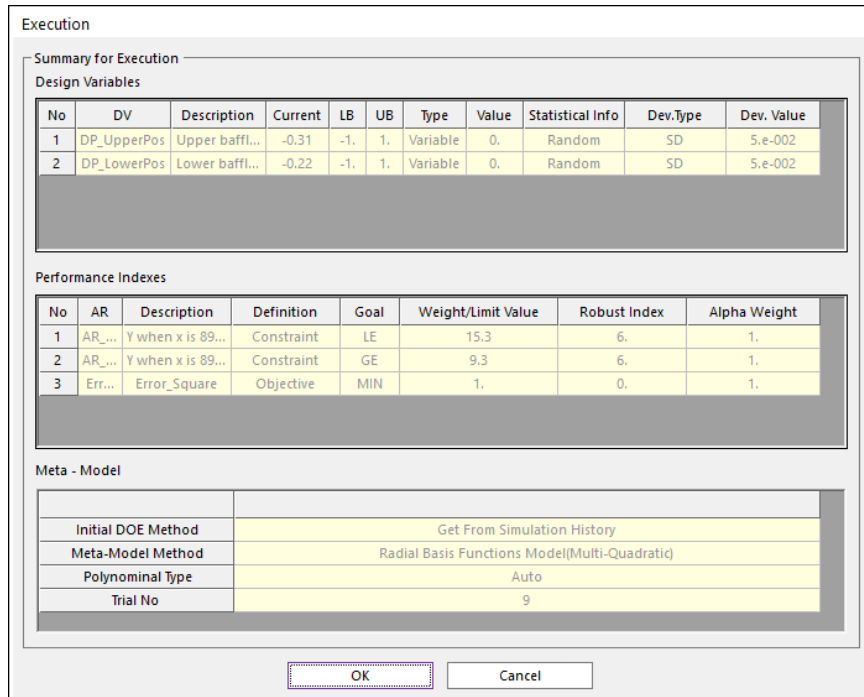 Execution
Summary for Execution
Design Variables
No DV Description Current LB UB Type Value Statistical Info Dev.Type Dev. Value
1 DP_UpperPos Upper baffl... -0.31 -1. 1. Variable 0. Random SD 5.e-002
2 DP_LowerPos Lower baffl... -0.22 -1. 1. Variable 0. Random SD 5.e-002
Performance Indexes
No AR Description Definition Goal Weight/Limit Value Robust Index Alpha Weight
1 AR_... Y when x is 89... Constraint LE 15.3 6. 1.
2 AR_... Y when x is 89... Constraint GE 9.3 6. 1.
3 Err... Error_Square Objective MIN 1. 0. 1.
Meta - Model
Initial DOE Method Get From Simulation History
Meta-Model Method Radial Basis Functions Model(Multi-Quadratic)
Polynominal Type Auto
Trial No 9
OK Cancel